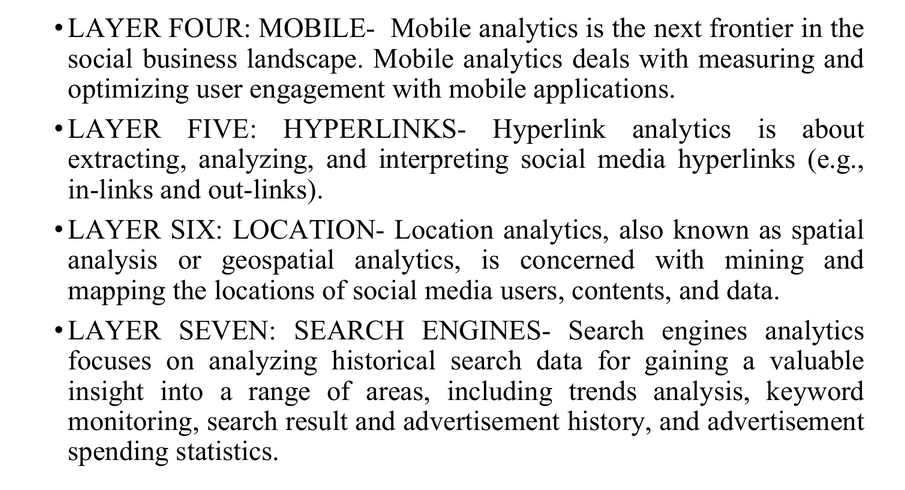 •LAYER FOUR: MOBILE-  Mobile analytics is the next frontier in the
social business landscape. Mobile analytics deals with measuring and
optimizing user engagement with mobile applications.
•LAYER FIVE: HYPERLINKS- Hyperlink analytics is about
extracting, analyzing, and interpreting social media hyperlinks (e.g.,
in-links and out-links).
•LAYER SIX: LOCATION- Location analytics, also known as spatial
analysis or geospatial analytics, is concerned with mining and
mapping the locations of social media users, contents, and data.
•LAYER SEVEN: SEARCH ENGINES- Search engines analytics
focuses on analyzing historical search data for gaining a valuable
insight into a range of areas, including trends analysis, keyword
monitoring, search result and advertisement history, and advertisement
spending statistics.